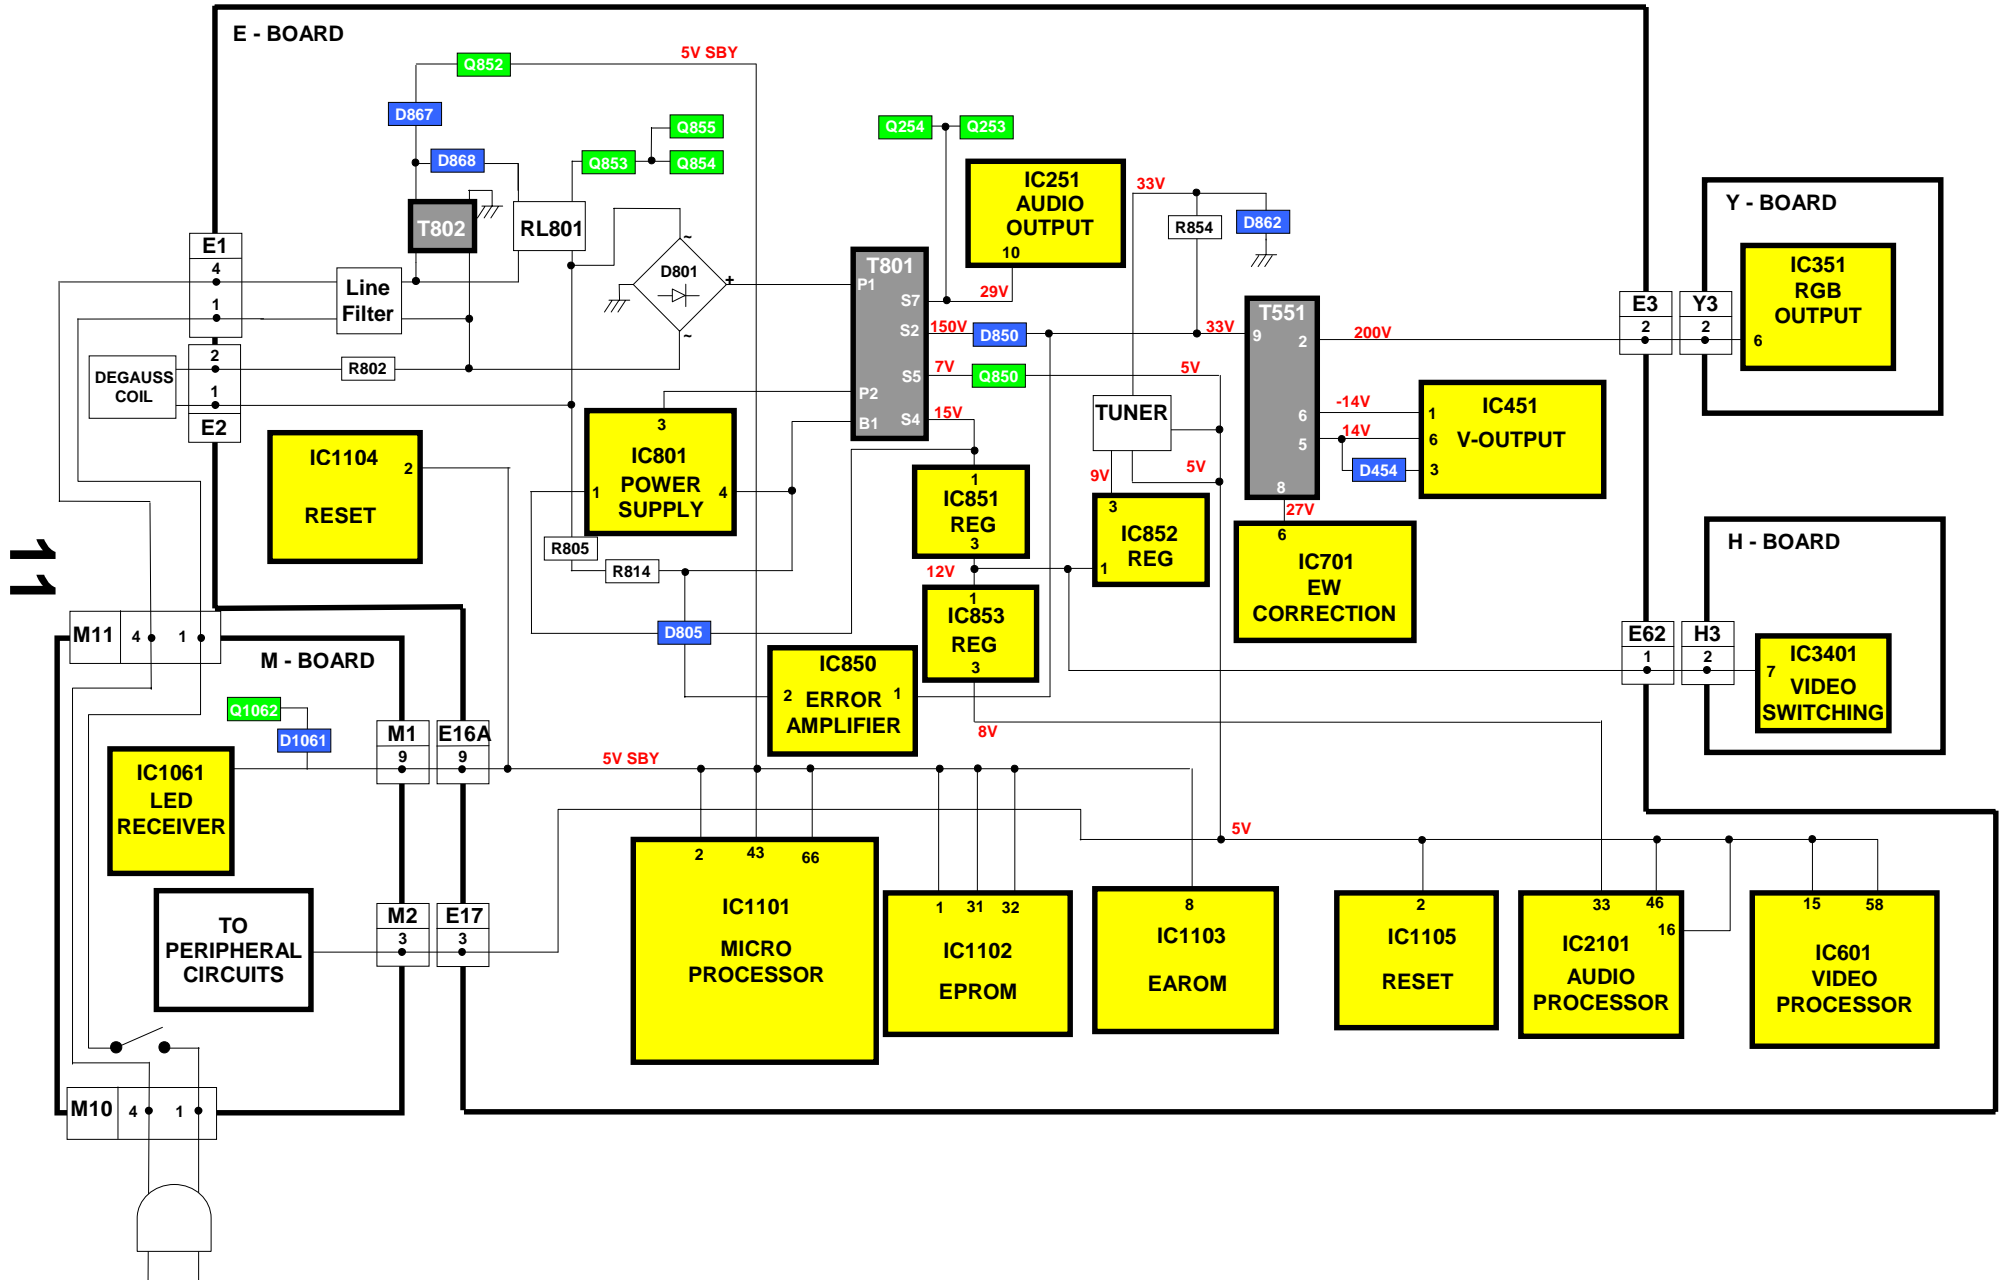 E - BOARD
5V SBY
Q852
D867
D868
Q855
Q853
Q854
T802
RL801
D801
~
+
~
E1
4
1
Line
Filter
2
1
E2
DEGAUSS
COIL
R802
IC1104
2
RESET
3
IC801
1
POWER
4
SUPPLY
R805
R814
D805
Q254
Q253
IC251
AUDIO
OUTPUT
10
T801
P1
S7
29V
S2
150V
D850
S5
7V
Q850
5V
P2
B1
S4
15V
33V
R854
D862
33V
T551
9
2
200V
6
-14V
5
14V
8
27V
D454
1
IC451
6
V-OUTPUT
3
TUNER
9V
5V
1
IC851
REG
3
3
IC852
REG
1
12V
1
IC853
REG
3
6
IC701
EW
CORRECTION
IC850
2
ERROR
1
AMPLIFIER
8V
E3
2
Y3
2
Y - BOARD
IC351
RGB
OUTPUT
6
H - BOARD
E62
1
H3
2
IC3401
7
VIDEO
SWITCHING
11
M11
4
1
M - BOARD
Q1062
D1061
M1
9
E16A
9
5V SBY
IC1061
LED
RECEIVER
TO
PERIPHERAL
CIRCUITS
M2
3
E17
3
M10
4
1
2
43
66
IC1101
MICRO
PROCESSOR
1
31
32
IC1102
EPROM
8
IC1103
EAROM
5V
2
IC1105
RESET
33
46
16
IC2101
AUDIO
PROCESSOR
15
58
IC601
VIDEO
PROCESSOR